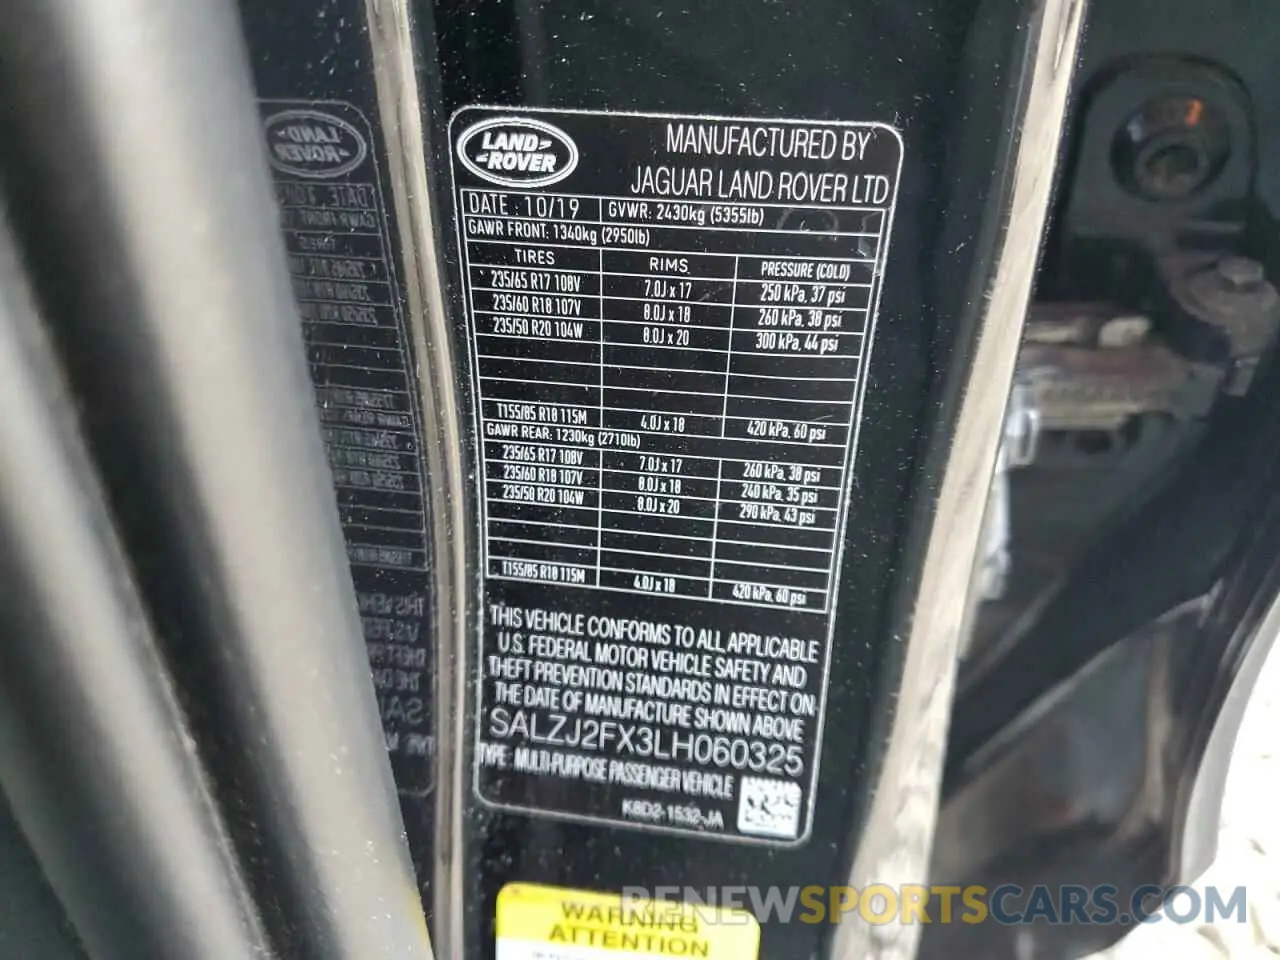 LAND-
-ROVER
MANUFACTURED BY
JAGUAR LAND ROVER LTD
DATE : 10/19 GVWR: 2430kg (5355lb)
GAWR FRONT: 1340kg (2950lb)
TIRES RIMS PRESSURE (COLD)
235/65 R17 108V 7.0J x 17 250 kPa, 37 psi
235/60 R18 107V 8.0J x 18 260 kPa, 38 psi
235/50 R20 104W 8.0J x 20 300 kPa, 44 psi
T155/85 R18 115M 4.0J x 18 420 kPa, 60 psi
GAWR REAR: 1230kg (2710lb)
235/65 R17 108V 7.0J x 17 260 kPa, 38 psi
235/60 R18 107V 8.0J x 18 240 kPa, 35 psi
235/50 R20 104W 8.0J x 20 290 kPa, 43 psi
T155/85 R18 115M 4.0J x 18 420 kPa, 60 psi
THIS VEHICLE CONFORMS TO ALL APPLICABLE
U.S. FEDERAL MOTOR VEHICLE SAFETY AND
THEFT PREVENTION STANDARDS IN EFFECT ON
THE DATE OF MANUFACTURE SHOWN ABOVE
SALZJ2FX3LH060325
TYPE : MULTI-PURPOSE PASSENGER VEHICLE
K8D2-1532-JA
WARNING
ATTENTION
RENEWSPORTSCARS.COM